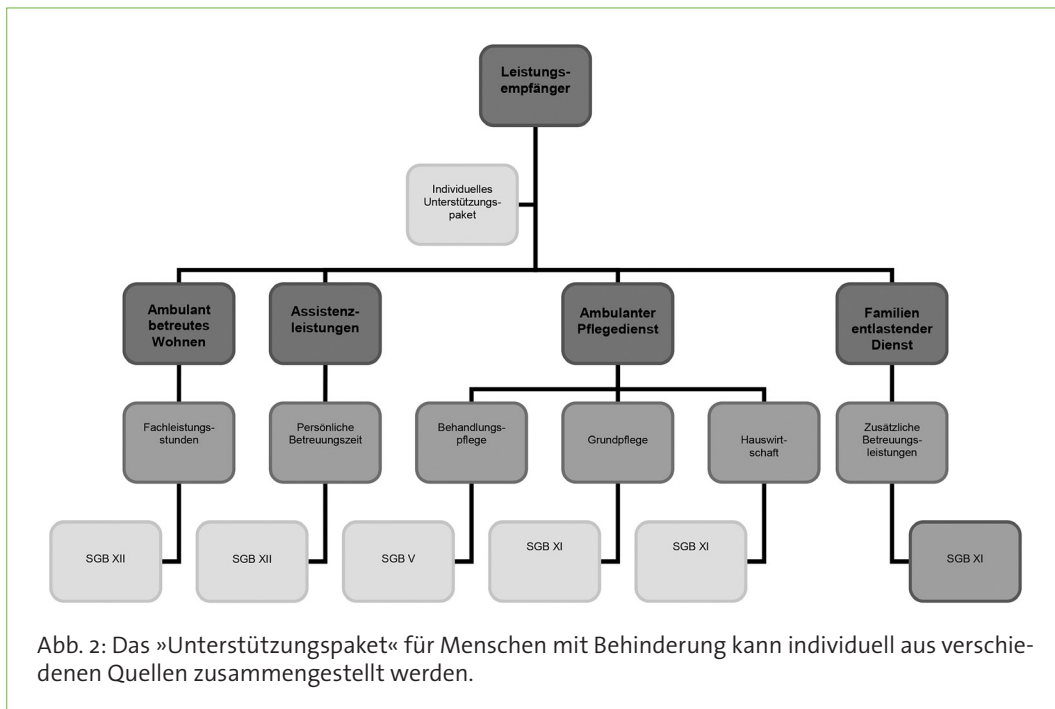 Leistungs-
empfänger
Individuelles
Unterstützungs-
paket
Ambulant
betreutes
Wohnen
Assistenz-
leistungen
Ambulanter
Pflegedienst
Familien
entlastender
Dienst
Fachleistungs-
stunden
Persönliche
Betreuungszeit
Behandlungs-
pflege
Grundpflege
Hauswirt-
schaft
Zusätzliche
Betreuungs-
leistungen
SGB XII
SGB XII
SGB V
SGB XI
SGB XI
SGB XI
Abb. 2: Das »Unterstützungspaket« für Menschen mit Behinderung kann individuell aus verschie-
denen Quellen zusammengestellt werden.